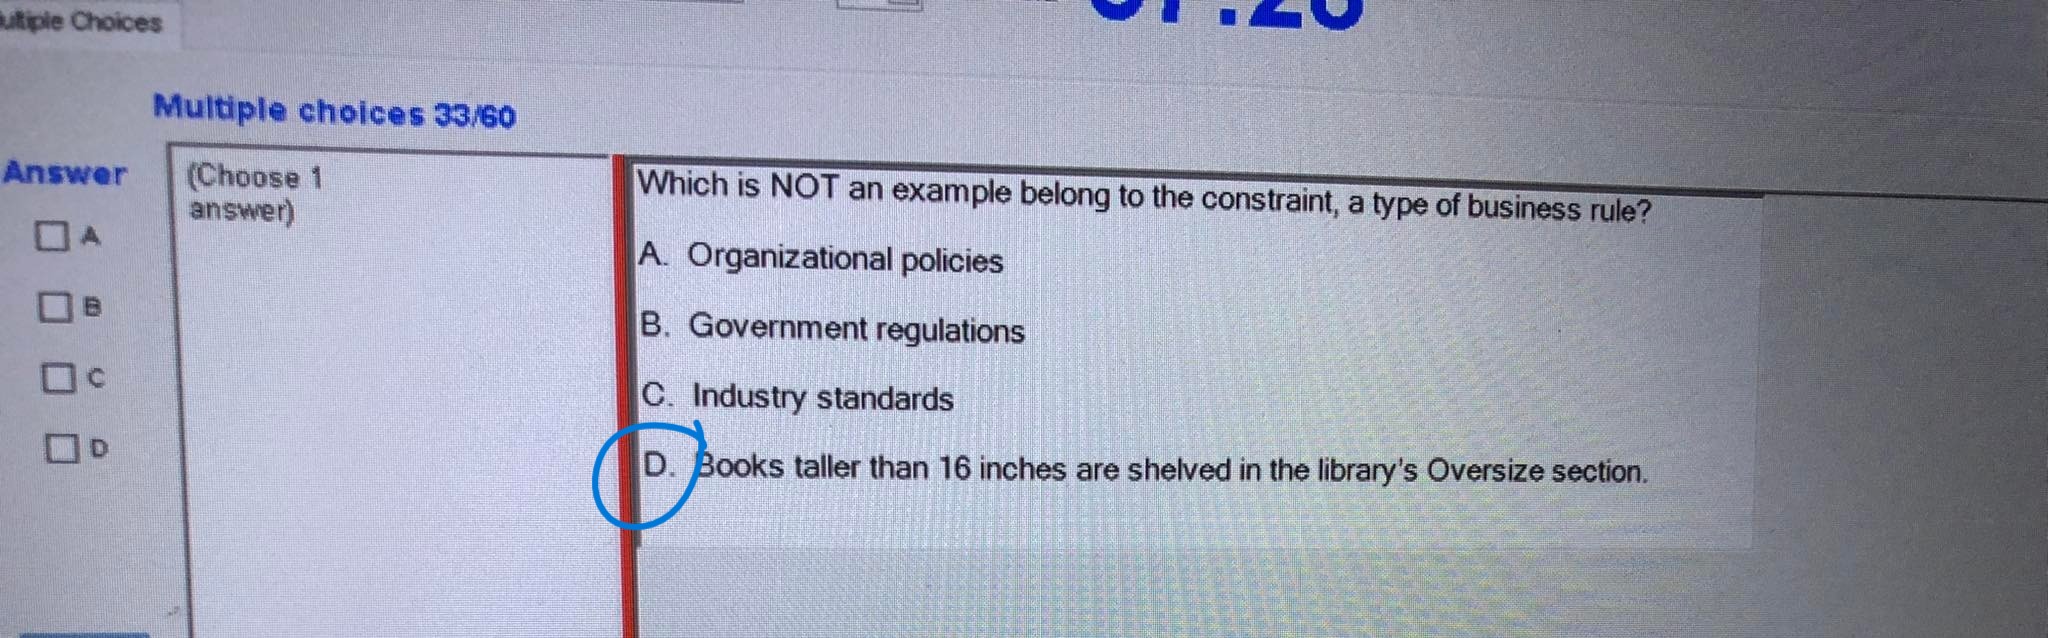 Choices
Multiple choices 33/60
Answer
(Choose 1
answer)
A
B
C
D
Which is NOT an example belong to the constraint, a type of business rule?
A. Organizational policies
B. Government regulations
C. Industry standards
D. Books taller than 16 inches are shelved in the library's Oversize section.